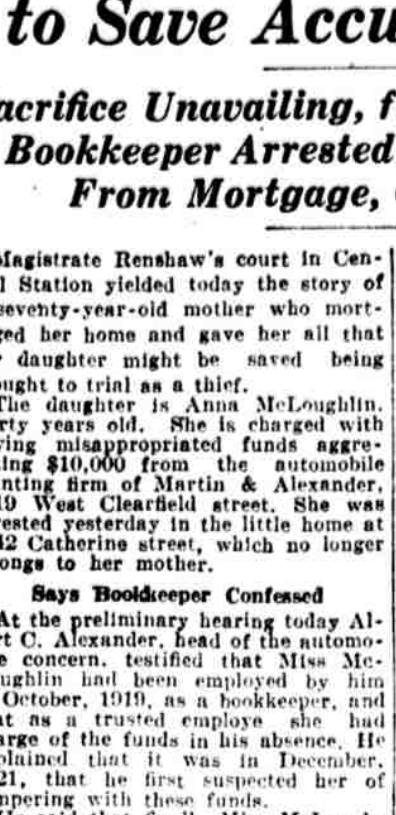 to Save Accu
acrifice Unavailing, f
Bookkeeper Arrested
From Mortgage,
Magistrate Renshaw's court in Cen-
l Station yielded today the story of
seventy-year-old mother who mort-
ged her home and gave her all that
daughter might be saved being
ught to trial as a thief.
The daughter is Anna McLoughlin,
rty years old. She is charged with
ving misappropriated funds aggre-
ting $10,000 from the automobile
nting firm of Martin & Alexander,
19 West Clearfield street. She was
rested yesterday in the little home at
42 Catherine street, which no longer
ongs to her mother.
Says Bookkeeper Confessed
At the preliminary hearing today Al-
rt C. Alexander, head of the automo-
e concern, testified that Miss Mc-
ughlin had been employed by him
October, 1919, as a bookkeeper, and
at as a trusted employe she had
arge of the funds in his absence. He
plained that it was in December,
21, that he first suspected her of
mpering with these funds.